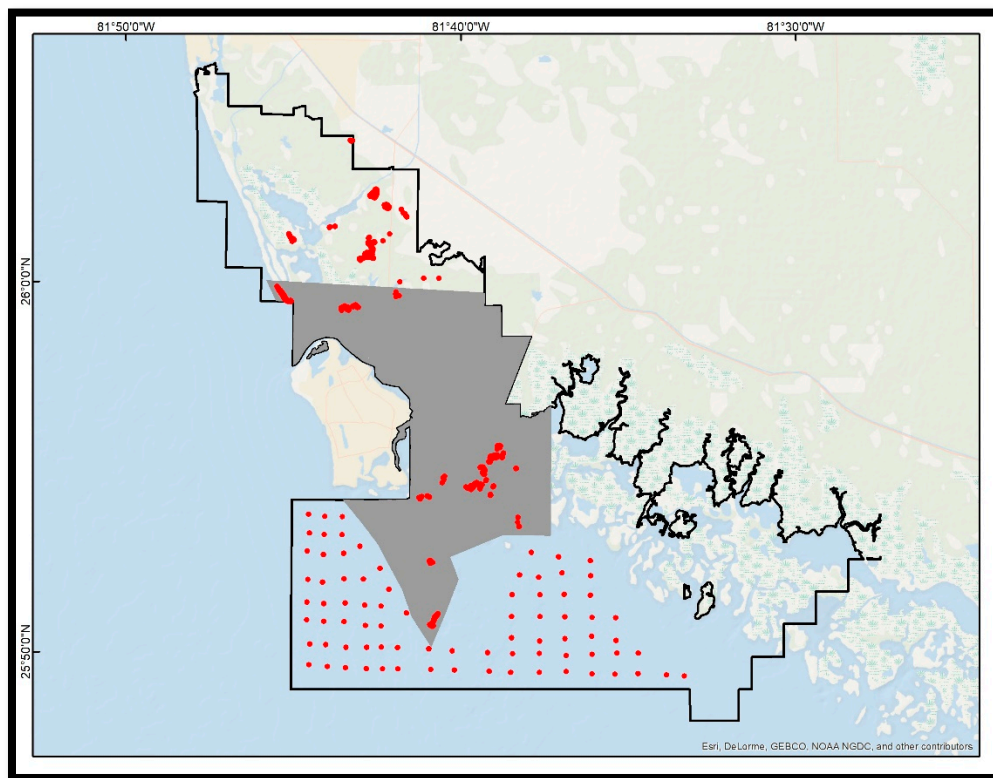 81°50'0"W
81°40'0"W
81°30'0"W
26°0'0"N
25°50'0"N
Esri, DeLorme, GEBCO, NOAA NGDC, and other contributors